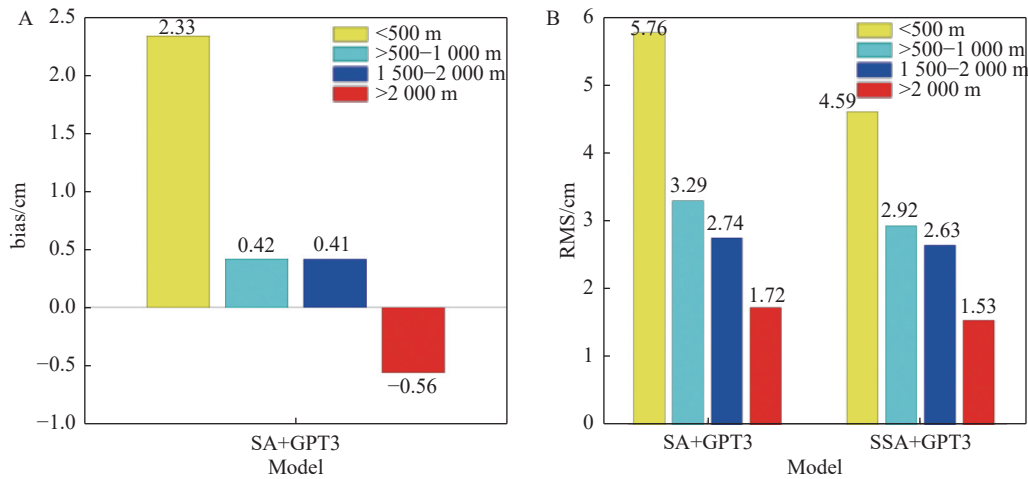 A
2.5
2.0
1.5
1.0
0.5
0.0
−0.5
−1.0
bias/cm
2.33
0.42
0.41
−0.56
<500 m
>500−1 000 m
1 500−2 000 m
>2 000 m
SA+GPT3
Model
B
6
5
4
3
2
1
0
RMS/cm
5.76
3.29
2.74
1.72
4.59
2.92
2.63
1.53
<500 m
>500−1 000 m
1 500−2 000 m
>2 000 m
SA+GPT3
SSA+GPT3
Model